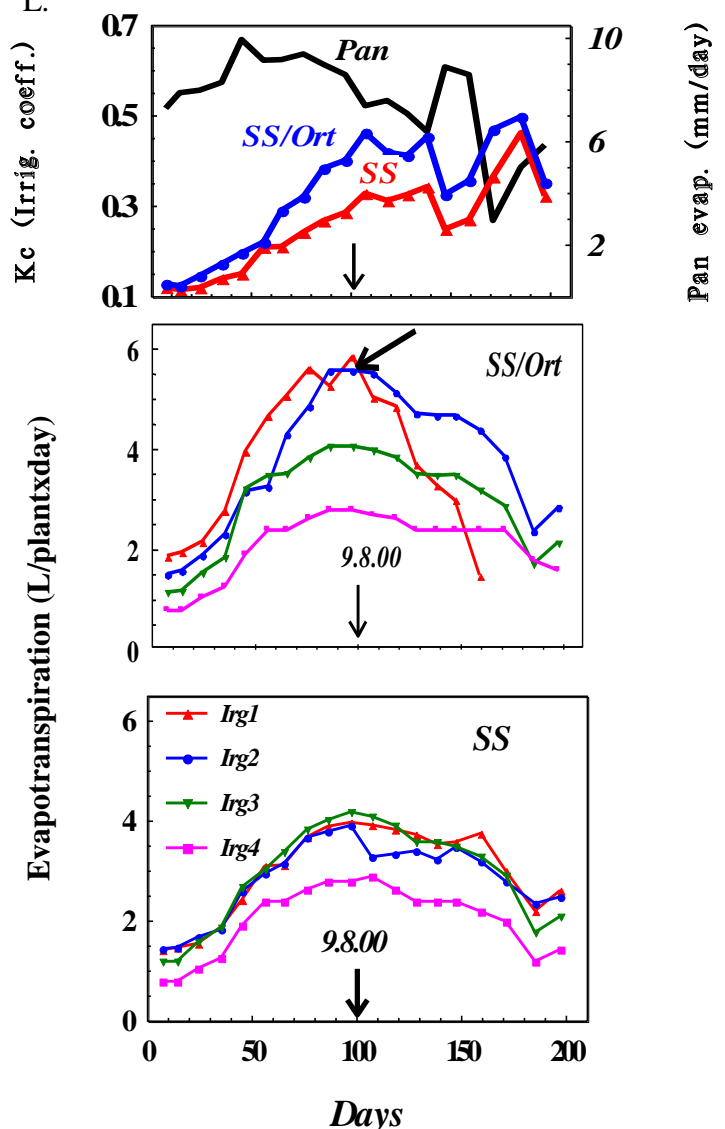 L.
0.7
0.5
0.3
0.1
Kc (Irrig. coeff.)
Pan
SS/Ort
SS
10
6
2
Pan evap. (mm/day)
6
4
2
0
SS/Ort
9.8.00
Evapotranspiration (L/plantxday)
6
4
2
0
Irg1
Irg2
Irg3
Irg4
SS
9.8.00
0 50 100 150 200
Days